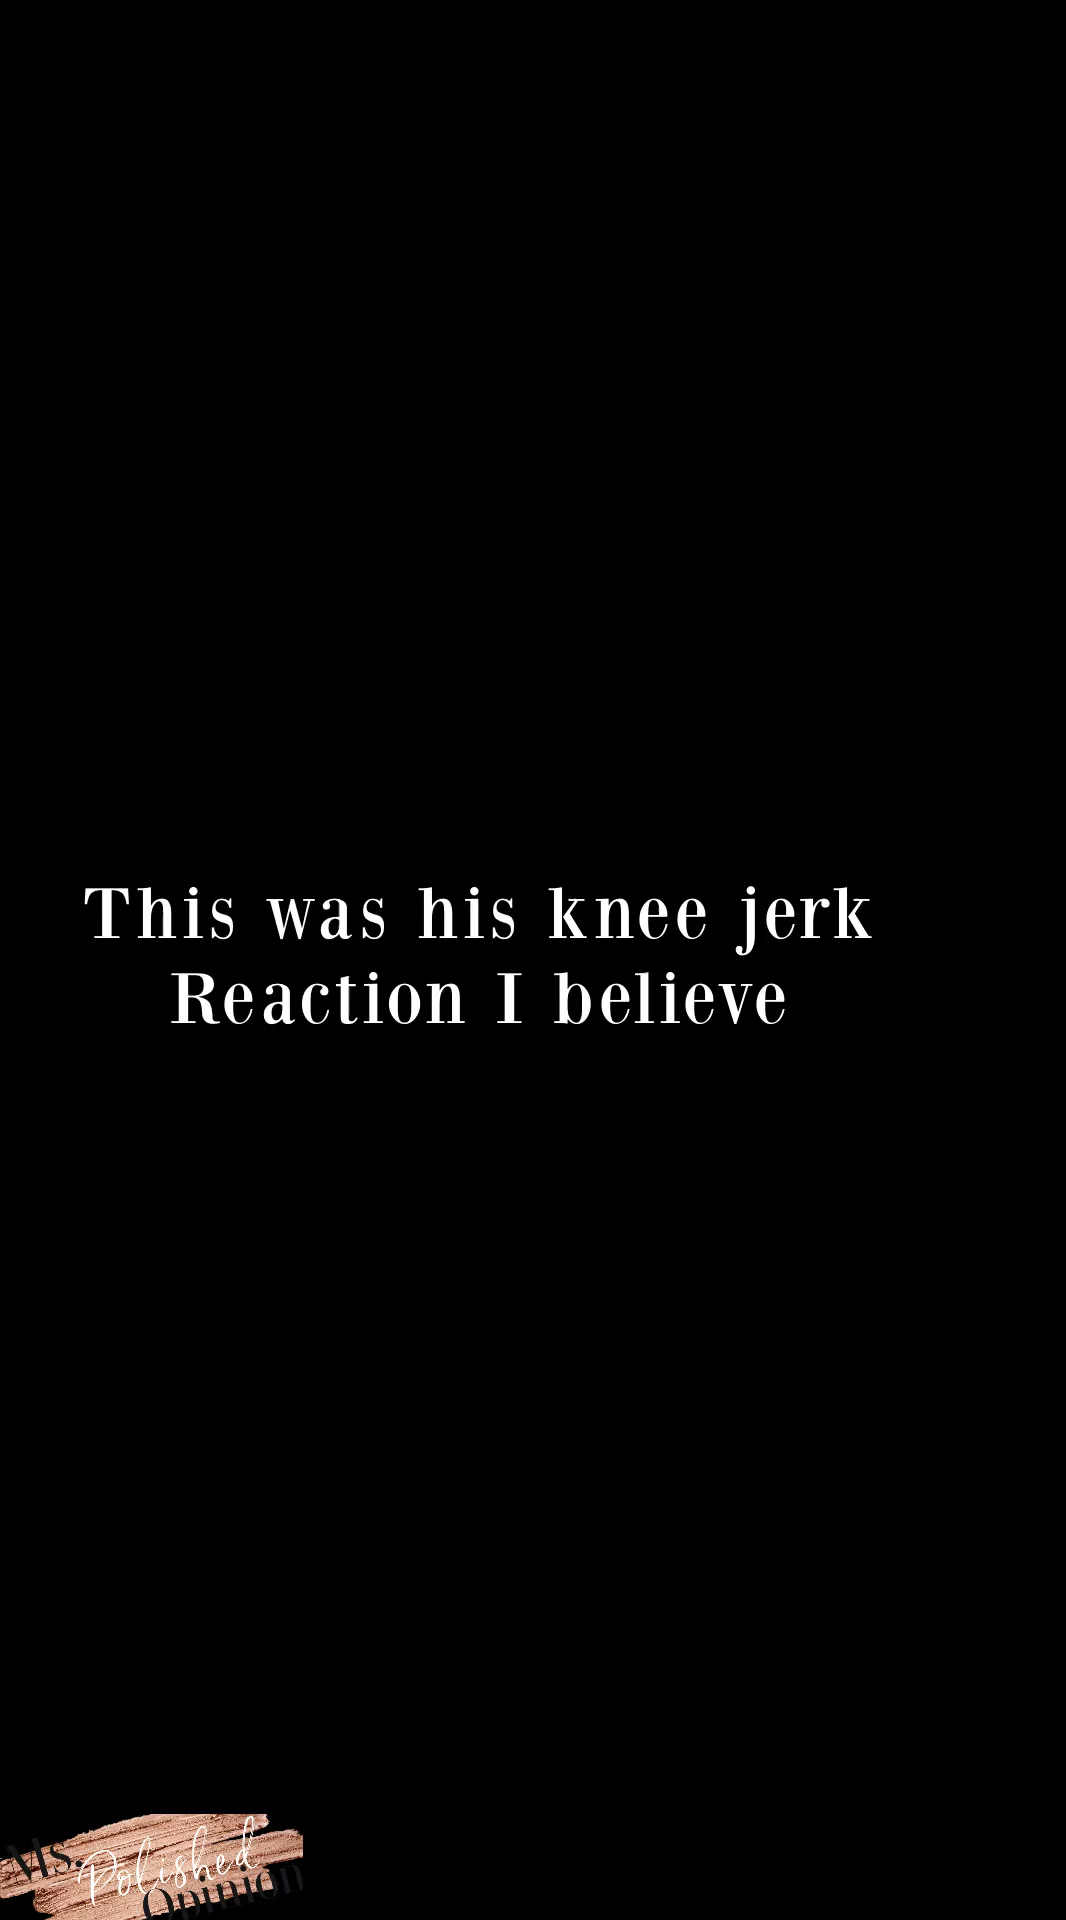 This was his knee jerk
Reaction I believe
Ms.
Polished
Opinion